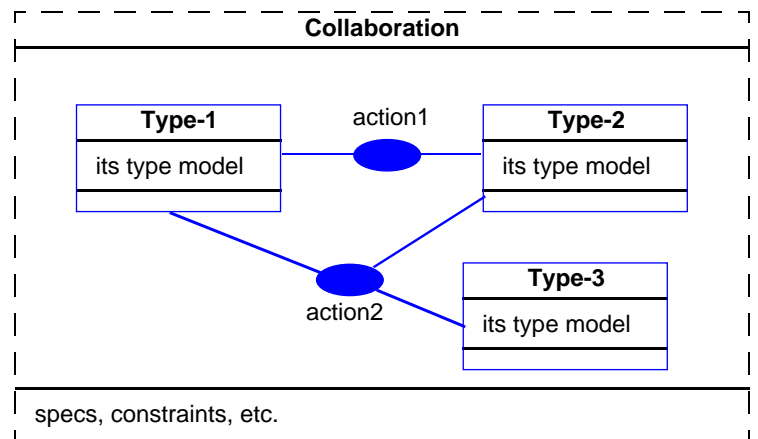 Collaboration
Type-1
action1
Type-2
its type model
its type model
action2
Type-3
its type model
specs, constraints, etc.